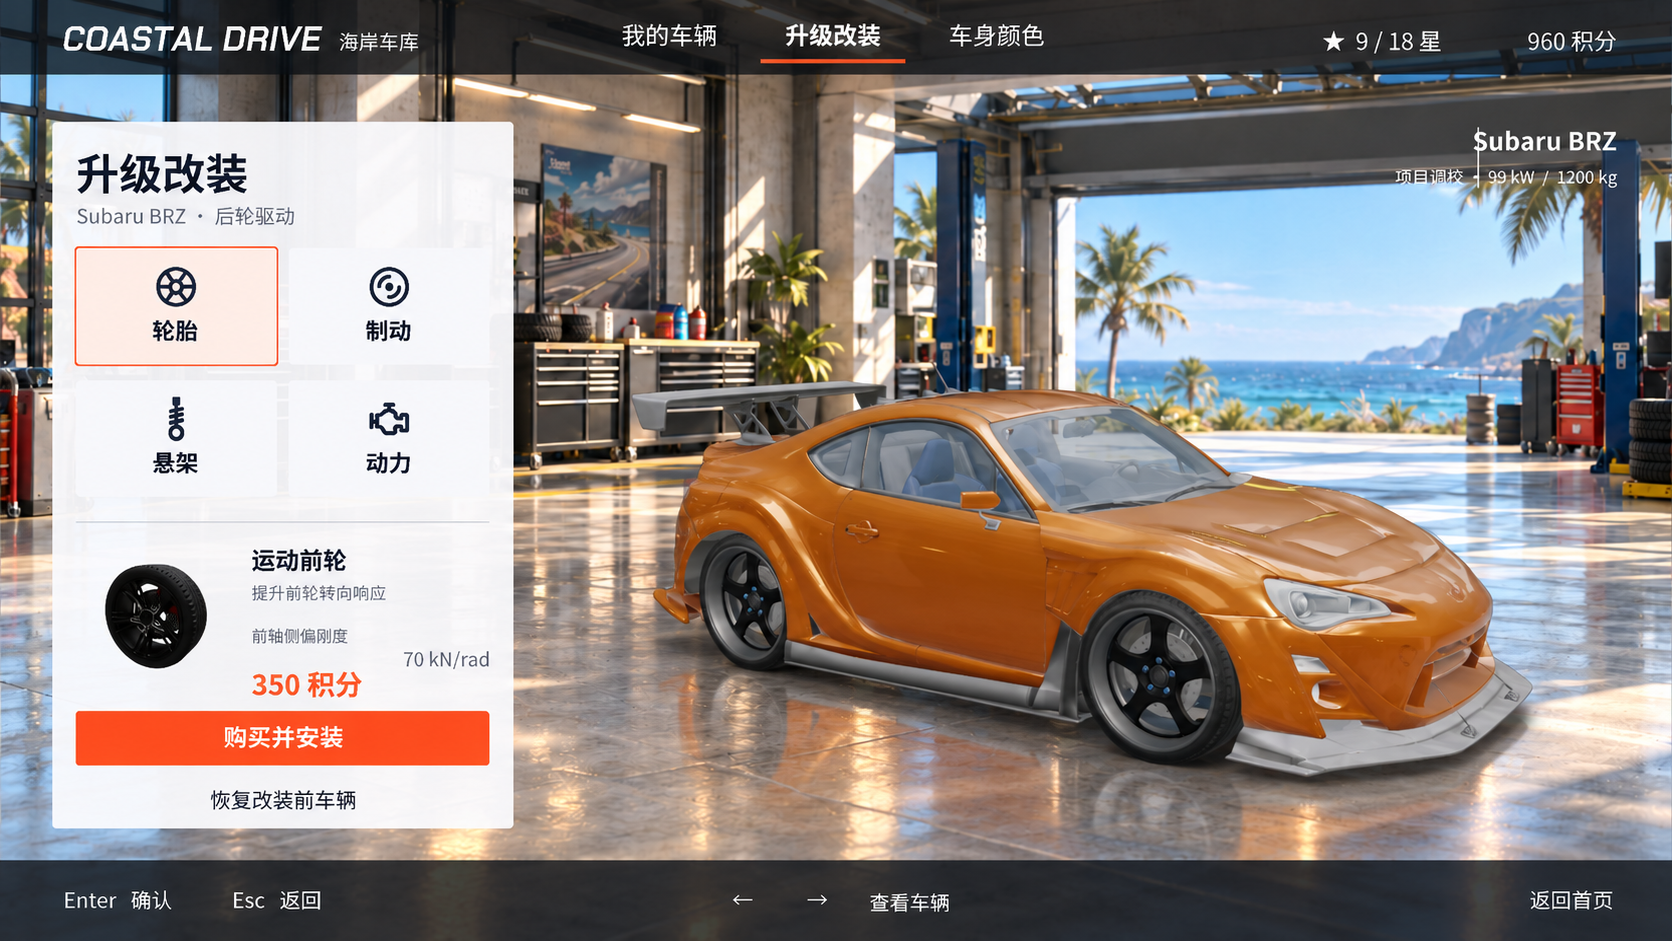 COASTAL DRIVE 海岸车库
我的车辆 升级改装 车身颜色
★ 9 / 18 星 960 积分
Subaru BRZ
项目调校 · 99 kW / 1200 kg
升级改装
Subaru BRZ · 后轮驱动
轮胎 制动
悬架 动力
运动前轮
提升前轮转向响应
前轴侧偏刚度
70 kN/rad
350 积分
购买并安装
恢复改装前车辆
Enter 确认 Esc 返回 ← → 查看车辆 返回首页